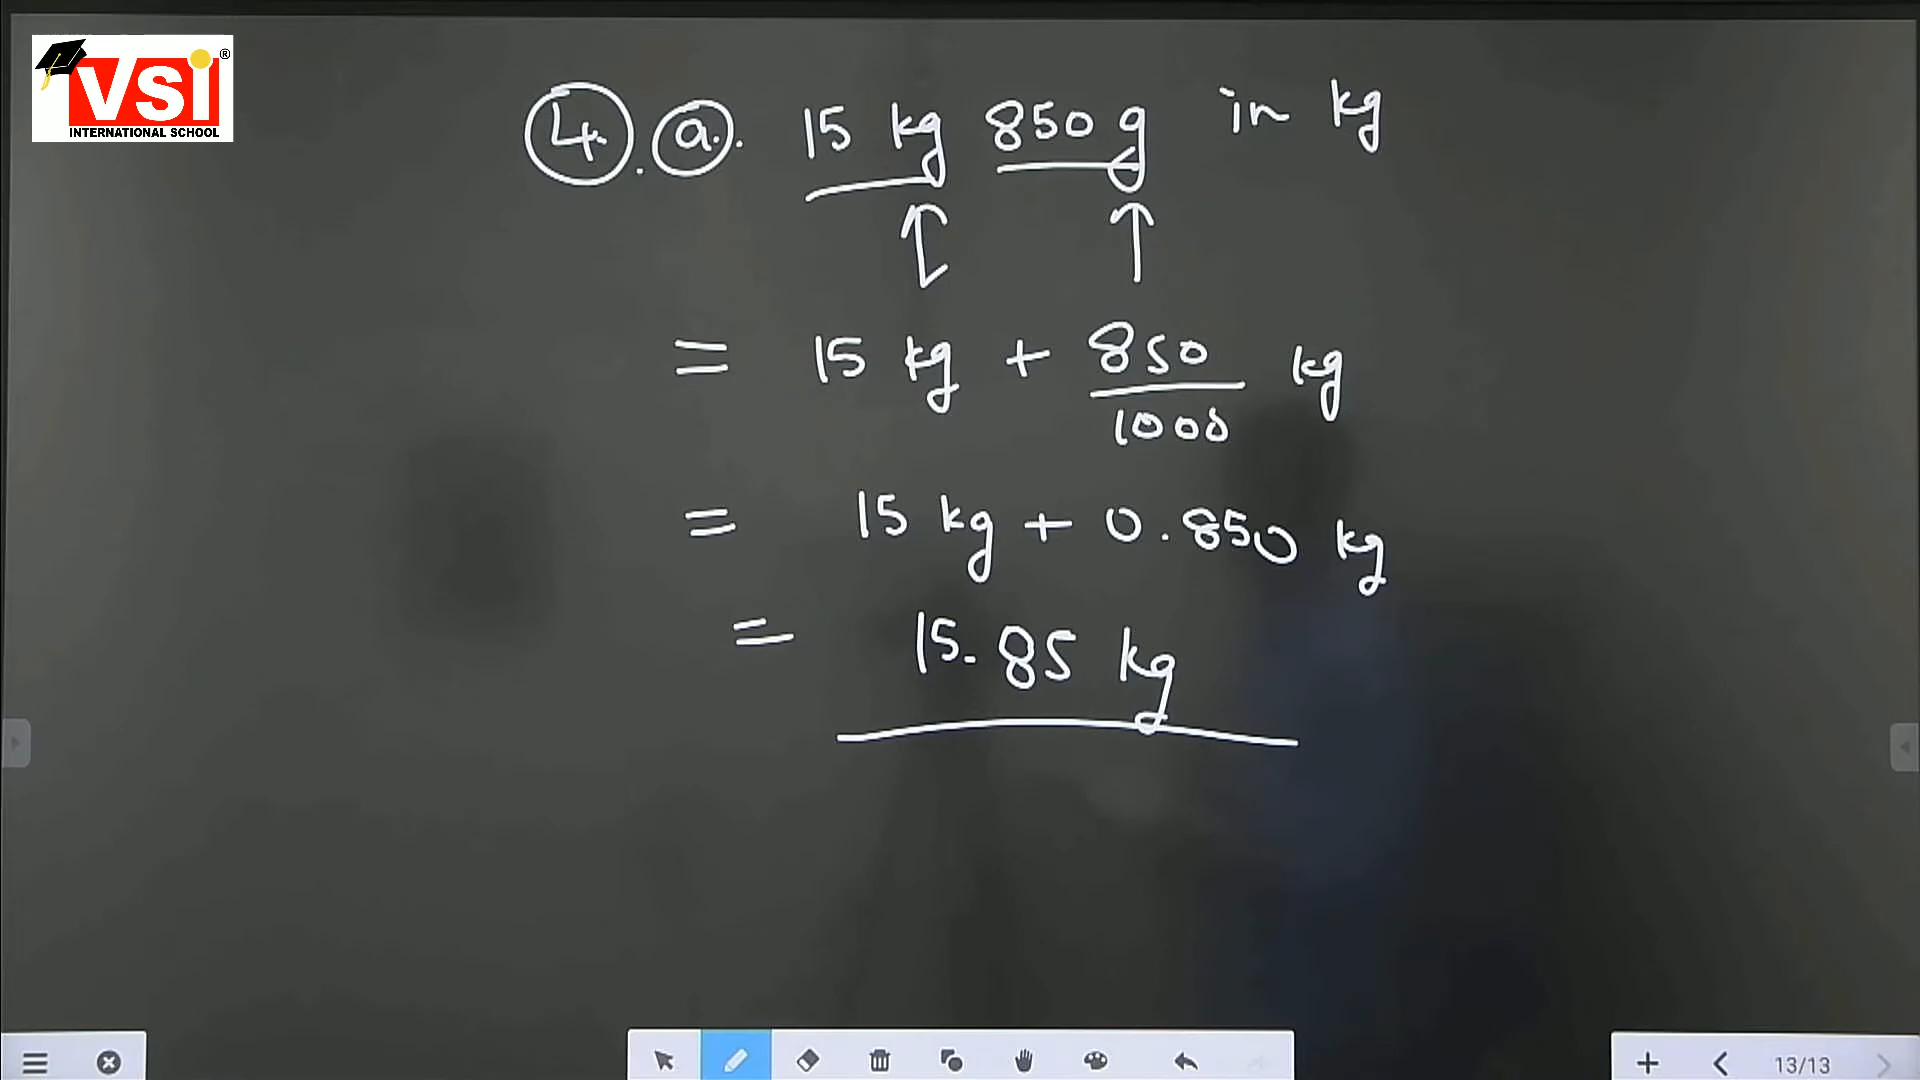 VSI ®
INTERNATIONAL SCHOOL
4. a. 15 kg 850 g in kg
= 15 kg + 850/1000 kg
= 15 kg + 0.850 kg
= 15.85 kg
13/13